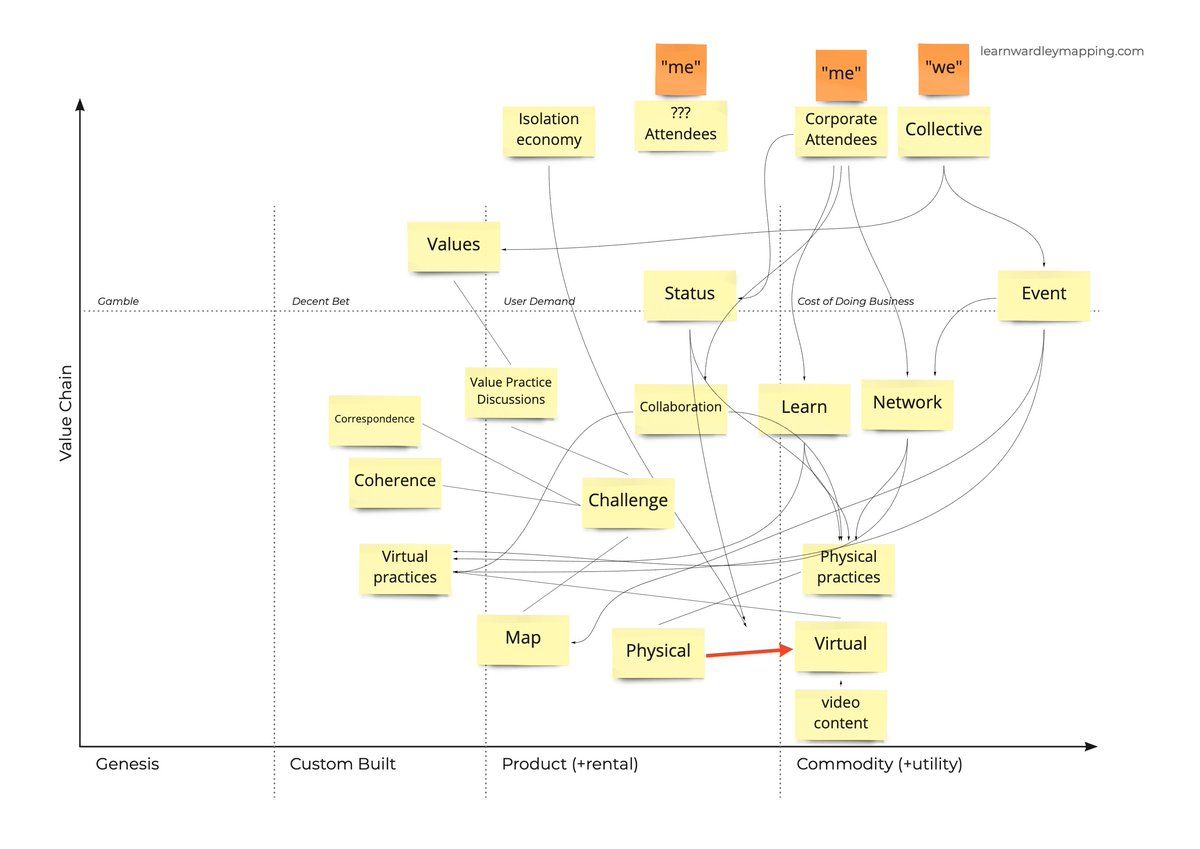 learnwardleymapping.com
"me"
"me"
"we"
Isolation
economy
???
Attendees
Corporate
Attendees
Collective
Values
Status
Event
Gamble
Decent Bet
User Demand
Cost of Doing Business
Value Chain
Value Practice
Discussions
Correspondence
Collaboration
Learn
Network
Coherence
Challenge
Virtual
practices
Physical
practices
Map
Physical
Virtual
video
content
Genesis
Custom Built
Product (+rental)
Commodity (+utility)